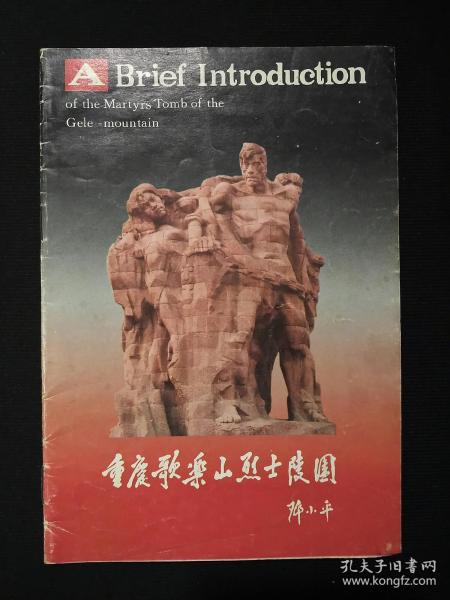 A Brief Introduction
of the Martyrs Tomb of the
Gele-mountain
重庆歌乐山烈士陵园
邓小平
孔夫子旧书网
www.kongfz.com